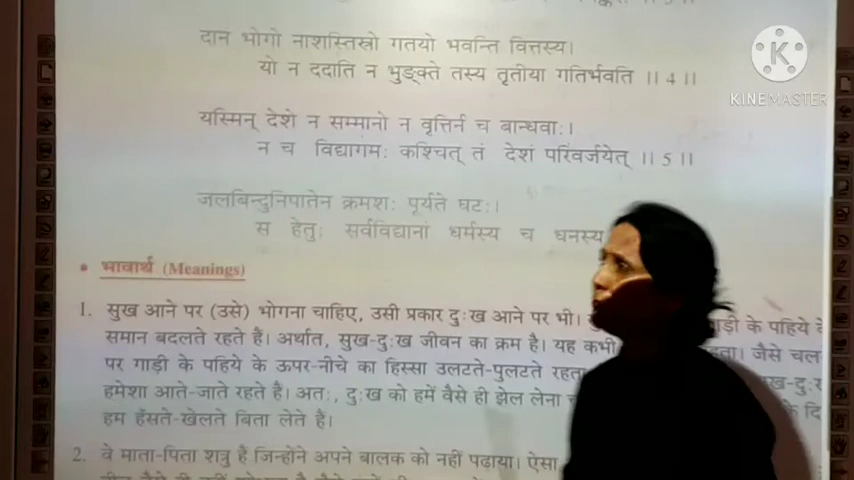 दान भोगो नाशस्तिस्रो गतयो भवन्ति वित्तस्य।
यो न ददाति न भुङ्क्ते तस्य तृतीया गतिर्भवति ।। 4 ।।
KINEMASTER
यस्मिन् देशे न सम्मानो न वृत्तिर्न च बान्धवाः।
न च विद्यागमः कश्चित् तं देशं परिवर्जयेत् ।। 5 ।।
जलबिन्दुनिपातेन क्रमशः पूर्यते घटः।
स हेतुः सर्वविद्यानां धर्मस्य च धनस्य
• भावार्थ (Meanings)
1. सुख आने पर (उसे) भोगना चाहिए, उसी प्रकार दुःख आने पर भी। गाड़ी के पहिये के
समान बदलते रहते हैं। अर्थात, सुख-दुःख जीवन का क्रम है। यह कभी जैसे चल
पर गाड़ी के पहिये के ऊपर-नीचे का हिस्सा उलटते-पुलटते रहता
हमेशा आते-जाते रहते हैं। अतः, दुःख को हमें वैसे ही झेल लेना के दि
हम हँसते-खेलते बिता लेते हैं।
2. वे माता-पिता शत्रु हैं जिन्होंने अपने बालक को नहीं पढ़ाया। ऐसा